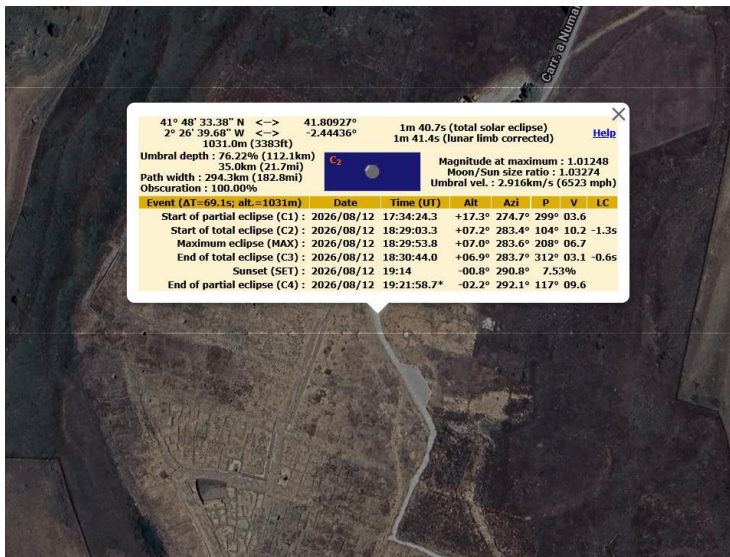 Carr. a Numan
41° 48' 33.38" N <—> 41.80927°
2° 26' 39.68" W <—> -2.44436°
1031.0m (3383ft)
1m 40.7s (total solar eclipse)
1m 41.4s (lunar limb corrected)
Help
Umbral depth : 76.22% (112.1km)
35.0km (21.7mi)
Path width : 294.3km (182.8mi)
Obscuration : 100.00%
C2
Magnitude at maximum : 1.01248
Moon/Sun size ratio : 1.03274
Umbral vel. : 2.916km/s (6523 mph)
Event (ΔT=69.1s; alt.=1031m) Date Time (UT) Alt Azi P V LC
Start of partial eclipse (C1) : 2026/08/12 17:34:24.3 +17.3° 274.7° 299° 03.6
Start of total eclipse (C2) : 2026/08/12 18:29:03.3 +07.2° 283.4° 104° 10.2 -1.3s
Maximum eclipse (MAX) : 2026/08/12 18:29:53.8 +07.0° 283.6° 208° 06.7
End of total eclipse (C3) : 2026/08/12 18:30:44.0 +06.9° 283.7° 312° 03.1 -0.6s
Sunset (SET) : 2026/08/12 19:14 -00.8° 290.8° 7.53%
End of partial eclipse (C4) : 2026/08/12 19:21:58.7* -02.2° 292.1° 117° 09.6